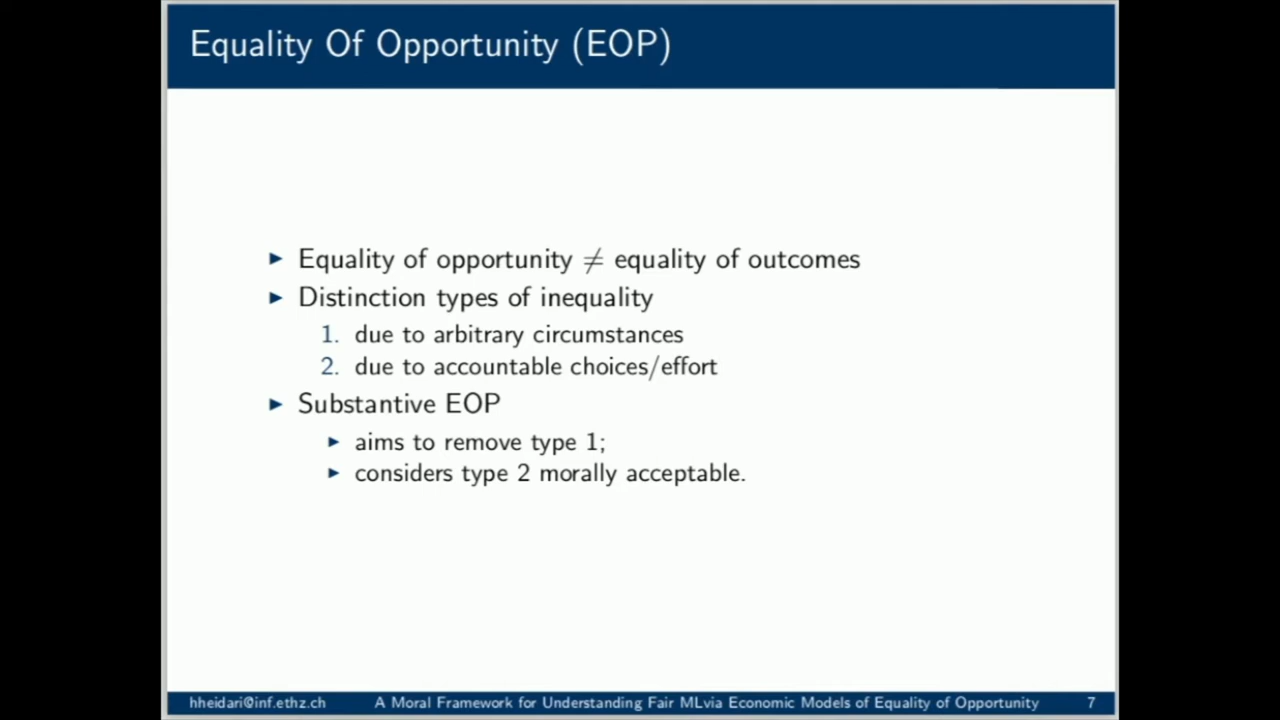 Equality Of Opportunity (EOP)
▶ Equality of opportunity ≠ equality of outcomes
▶ Distinction types of inequality
1. due to arbitrary circumstances
2. due to accountable choices/effort
▶ Substantive EOP
▶ aims to remove type 1;
▶ considers type 2 morally acceptable.
hheidari@inf.ethz.ch A Moral Framework for Understanding Fair MLvia Economic Models of Equality of Opportunity 7